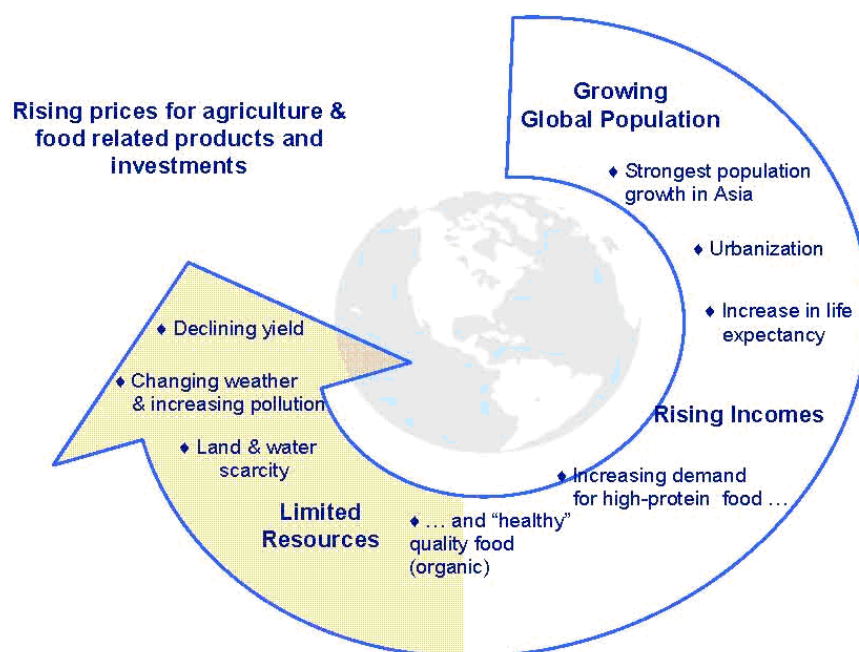 Rising prices for agriculture &
food related products and
investments
Growing
Global Population
♦ Strongest population
growth in Asia
♦ Urbanization
♦ Increase in life
expectancy
Rising Incomes
♦ Increasing demand
for high-protein food ...
♦ ... and “healthy”
quality food
(organic)
Limited
Resources
♦ Land & water
scarcity
♦ Changing weather
& increasing pollution
♦ Declining yield